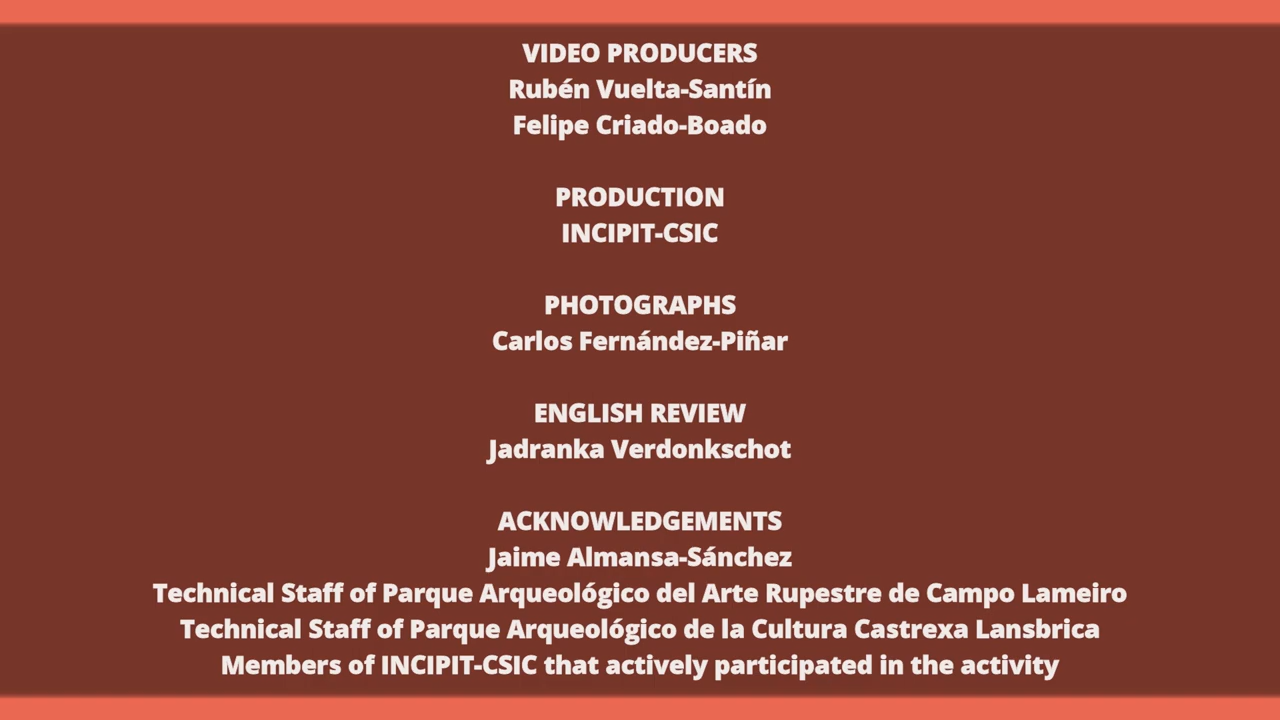 VIDEO PRODUCERS
Rubén Vuelta-Santín
Felipe Criado-Boado
PRODUCTION
INCIPIT-CSIC
PHOTOGRAPHS
Carlos Fernández-Piñar
ENGLISH REVIEW
Jadranka Verdonkschot
ACKNOWLEDGEMENTS
Jaime Almansa-Sánchez
Technical Staff of Parque Arqueológico del Arte Rupestre de Campo Lameiro
Technical Staff of Parque Arqueológico de la Cultura Castrexa Lansbrica
Members of INCIPIT-CSIC that actively participated in the activity